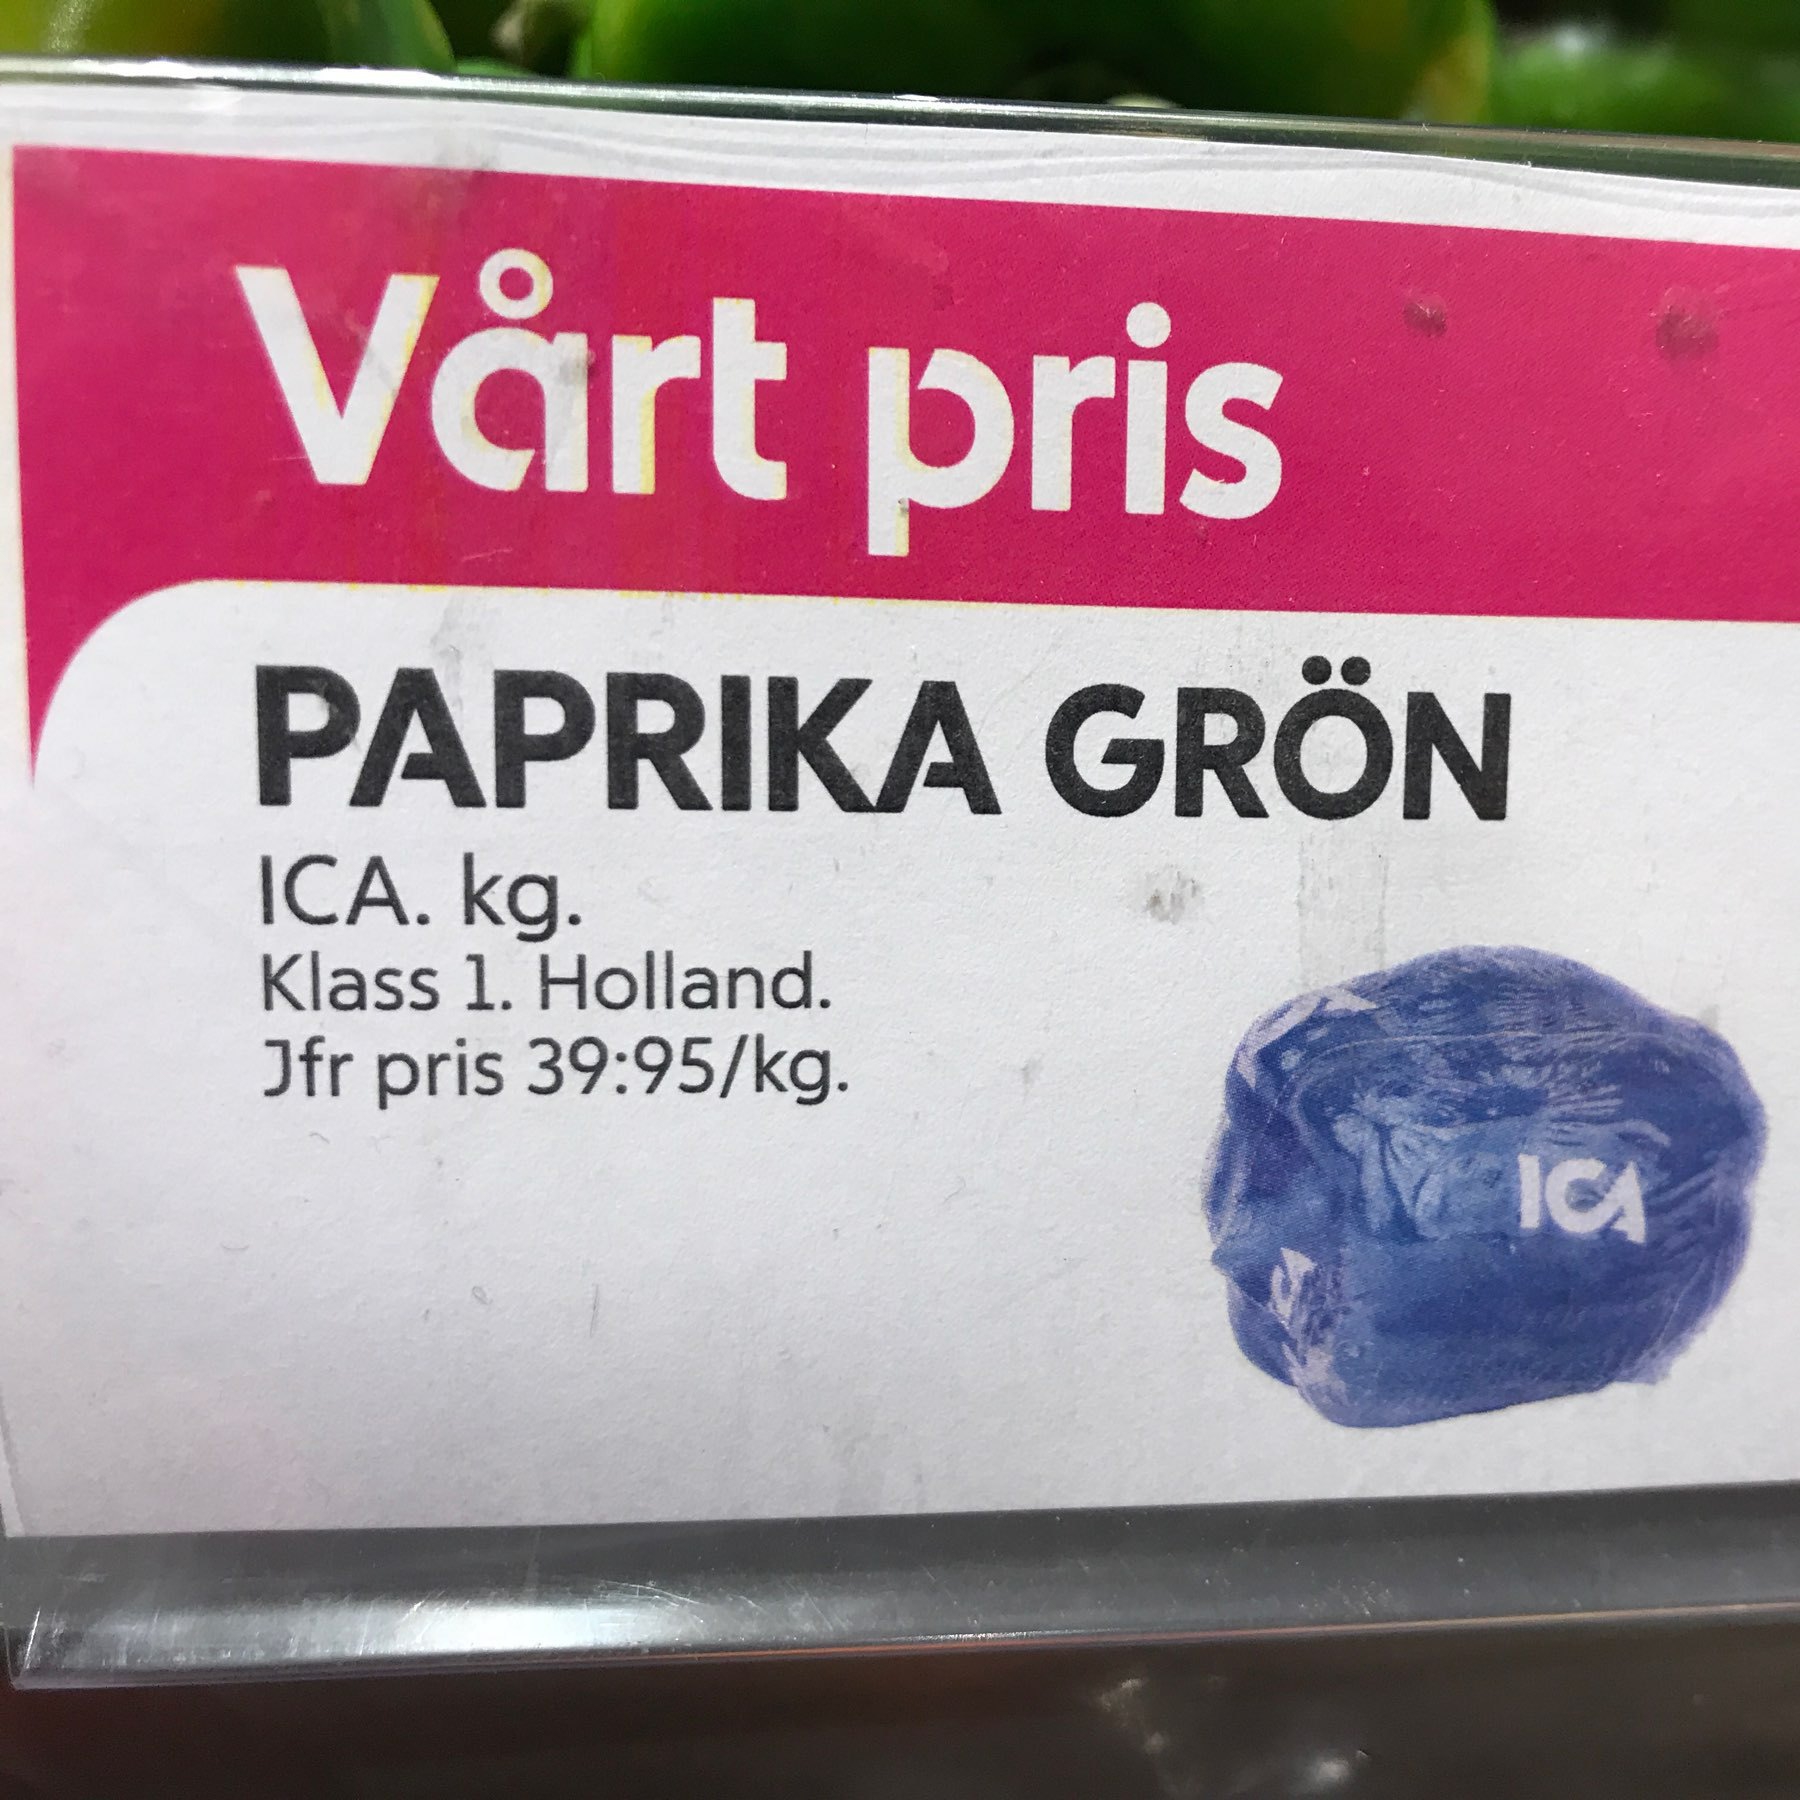 Vårt pris
PAPRIKA GRÖN
ICA. kg.
Klass 1. Holland.
Jfr pris 39:95/kg.
ICA